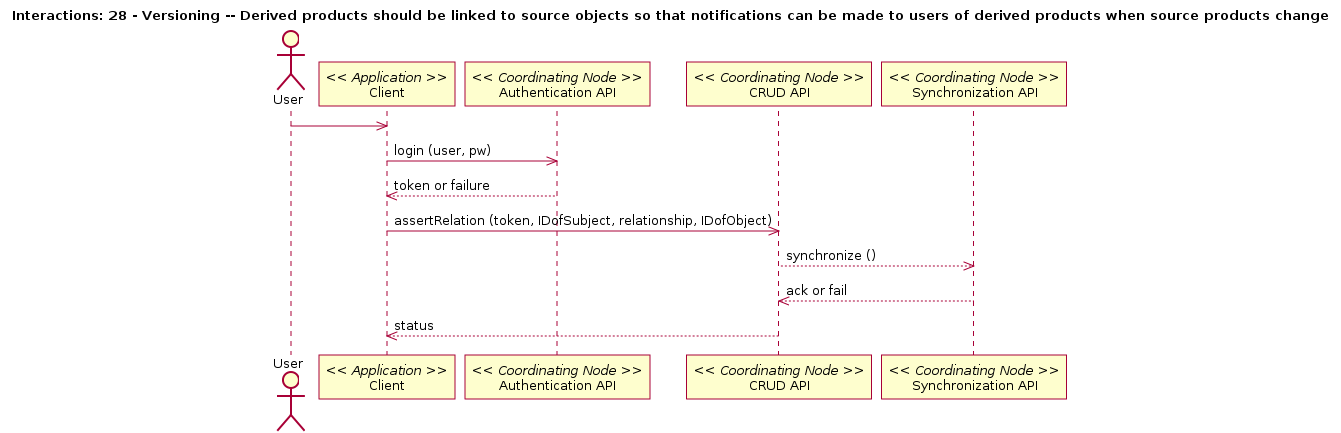 Interactions: 28 - Versioning -- Derived products should be linked to source objects so that notifications can be made to users of derived products when source products change
User
<< Application >>
Client
<< Coordinating Node >>
Authentication API
<< Coordinating Node >>
CRUD API
<< Coordinating Node >>
Synchronization API
login (user, pw)
token or failure
assertRelation (token, IDofSubject, relationship, IDofObject)
synchronize ()
ack or fail
status
User
<< Application >>
Client
<< Coordinating Node >>
Authentication API
<< Coordinating Node >>
CRUD API
<< Coordinating Node >>
Synchronization API